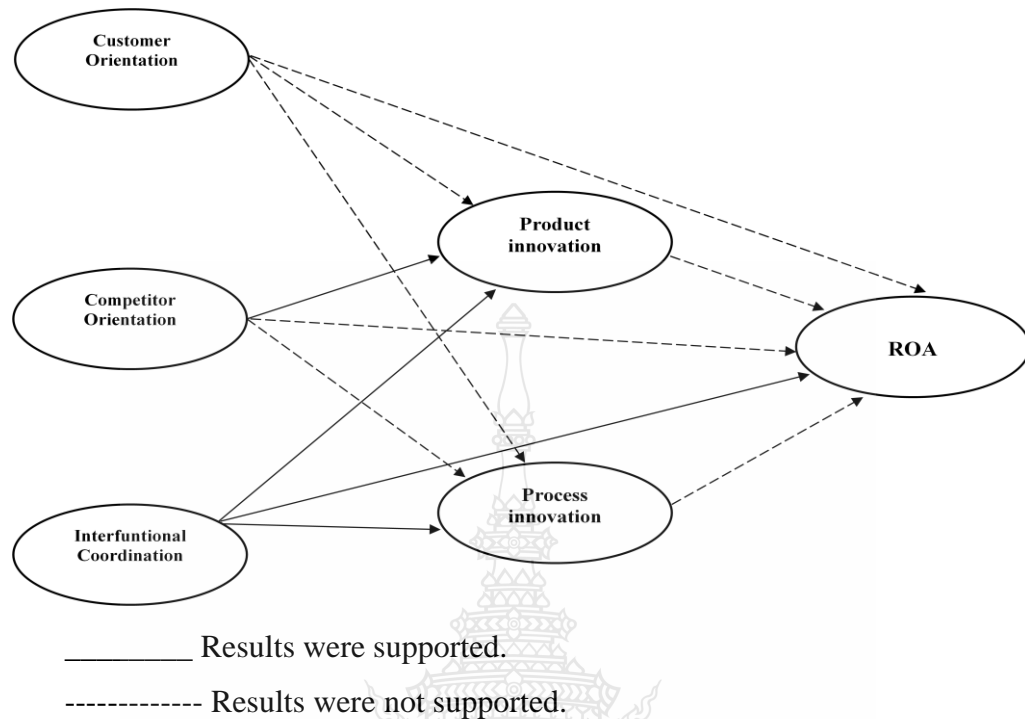 Customer
Orientation
Product
innovation
Competitor
Orientation
ROA
Process
innovation
Interfuntional
Coordination
________ Results were supported.
------------- Results were not supported.